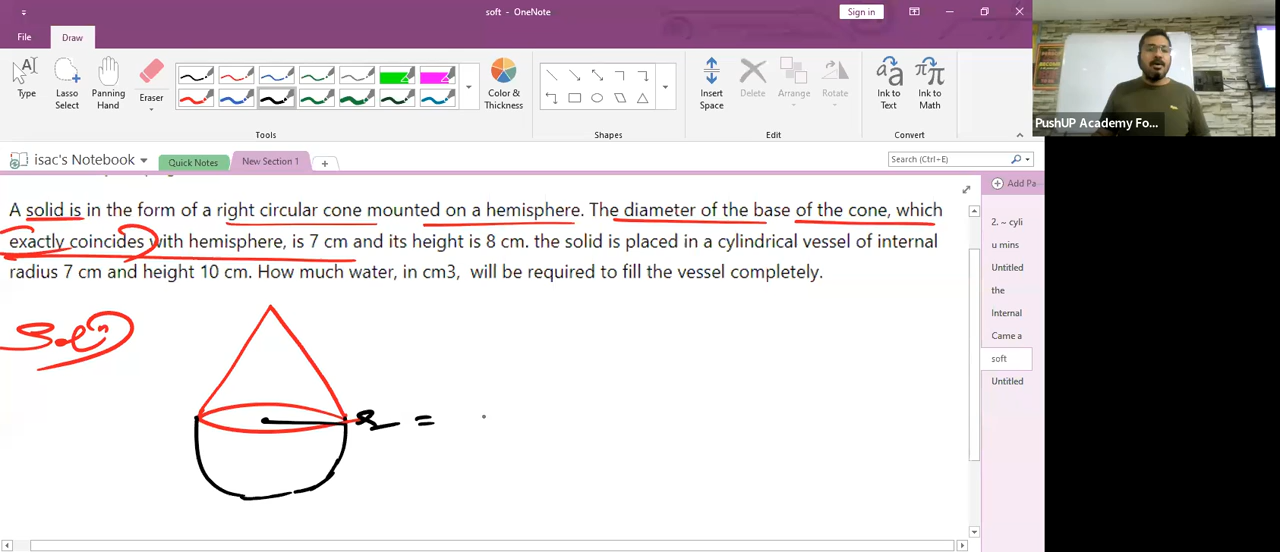 soft - OneNote
Sign in
File
Draw
Type
Lasso Select
Panning Hand
Eraser
Color & Thickness
Insert Space
Delete
Arrange
Rotate
Ink to Text
Ink to Math
Tools
Shapes
Edit
Convert
PushUP Academy Fo...
isac's Notebook
Quick Notes
New Section 1
Search (Ctrl+E)
Add Pa
A solid is in the form of a right circular cone mounted on a hemisphere. The diameter of the base of the cone, which
exactly coincides with hemisphere, is 7 cm and its height is 8 cm. the solid is placed in a cylindrical vessel of internal
radius 7 cm and height 10 cm. How much water, in cm3, will be required to fill the vessel completely.
Soln
r =
2. ~ cyli
u mins
Untitled
the
Internal
Came a
soft
Untitled